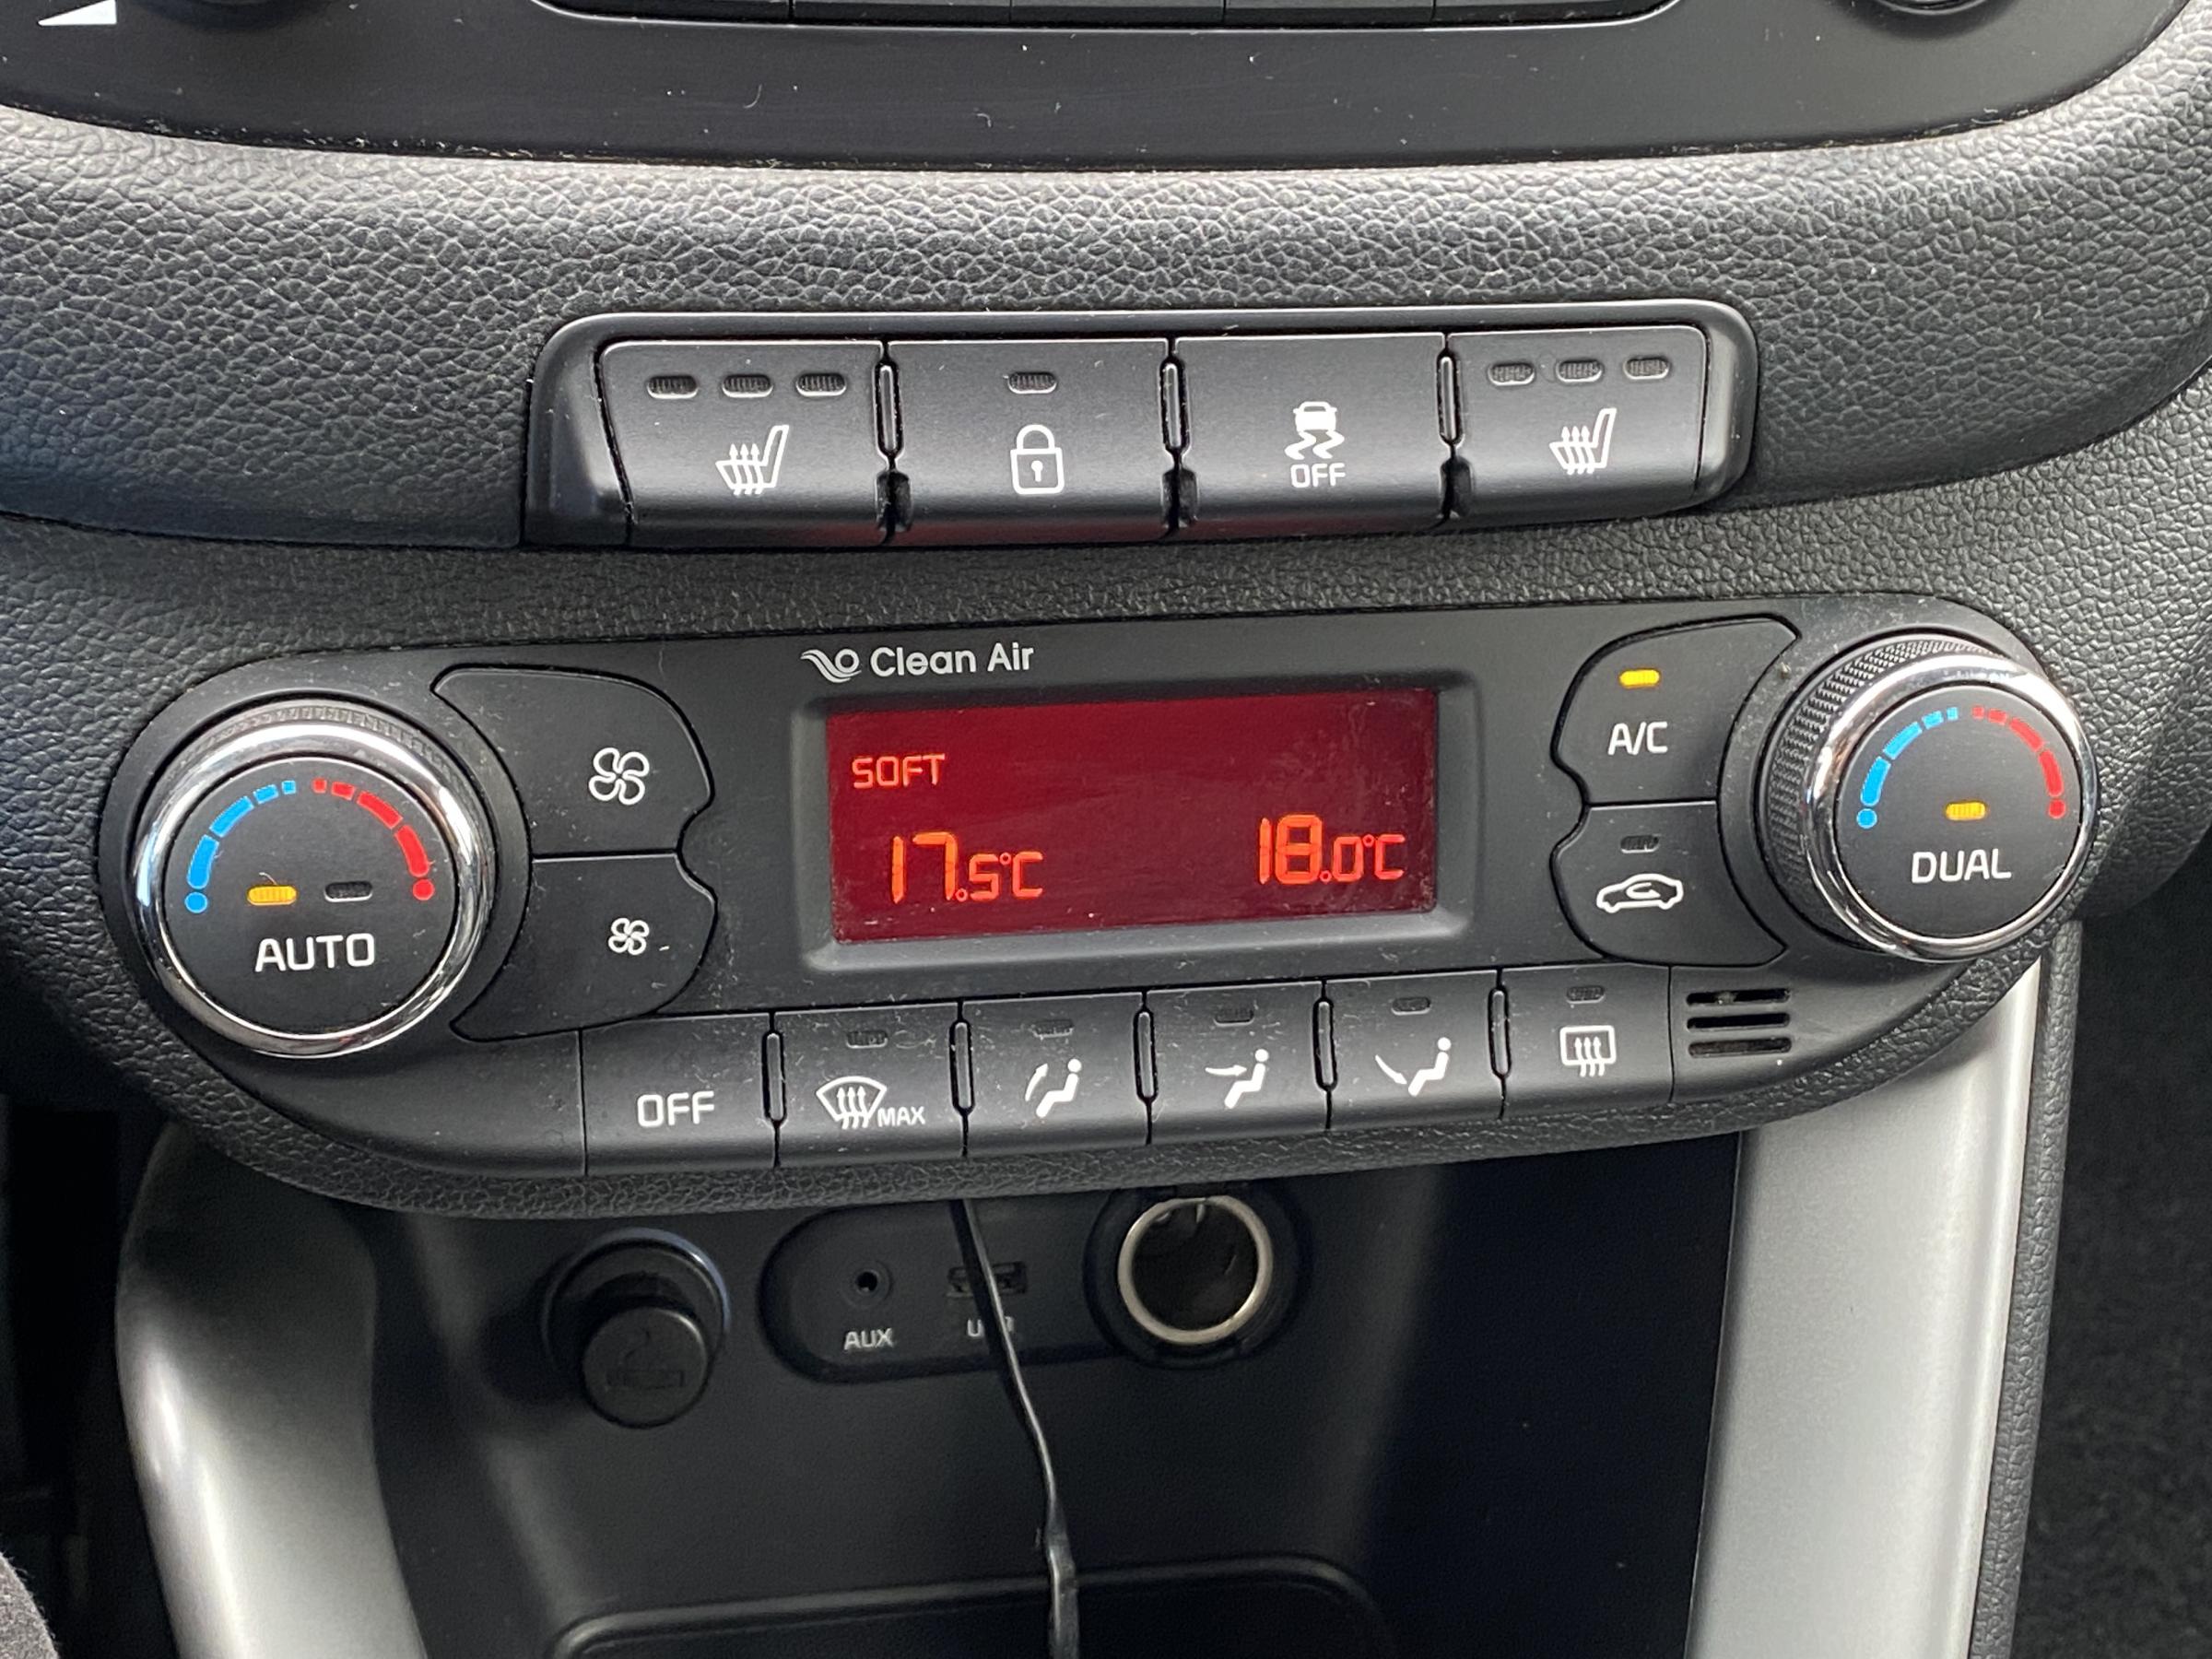 OFF
Clean Air
SOFT
17.5°C 18.0°C
A/C
AUTO
DUAL
OFF
MAX
AUX